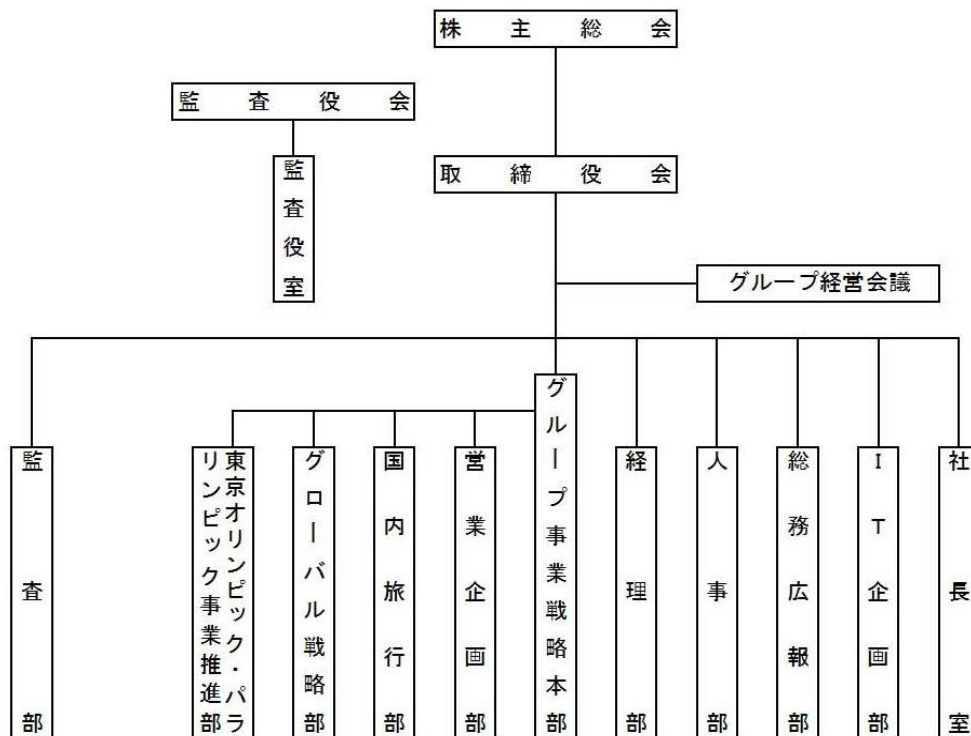 株主総会
監査役会
監査役室
取締役会
グループ経営会議
監査部
東京オリンピック・パラ
リンピック事業推進部
グローバル戦略部
国内旅行部
営業企画部
グループ事業戦略本部
経理部
人事部
総務広報部
IT企画部
社長室